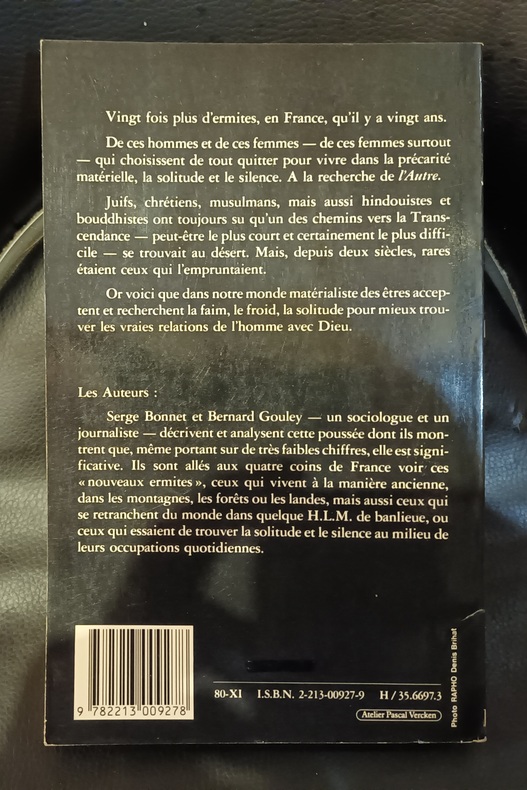 Vingt fois plus d'ermites, en France, qu'il y a vingt ans.
De ces hommes et de ces femmes — de ces femmes surtout
— qui choisissent de tout quitter pour vivre dans la précarité
matérielle, la solitude et le silence. A la recherche de l'Autre.
Juifs, chrétiens, musulmans, mais aussi hindouistes et
bouddhistes ont toujours su qu'un des chemins vers la Trans-
cendance — peut-être le plus court et certainement le plus diffi-
cile — se trouvait au désert. Mais, depuis deux siècles, rares
étaient ceux qui l'empruntaient.
Or voici que dans notre monde matérialiste des êtres accep-
tent et recherchent la faim, le froid, la solitude pour mieux trou-
ver les vraies relations de l'homme avec Dieu.
Les Auteurs :
Serge Bonnet et Bernard Gouley — un sociologue et un
journaliste — décrivent et analysent cette poussée dont ils mon-
trent que, même portant sur de très faibles chiffres, elle est signi-
ficative. Ils sont allés aux quatre coins de France voir ces
« nouveaux ermites », ceux qui vivent à la manière ancienne,
dans les montagnes, les forêts ou les landes, mais aussi ceux qui
se retranchent du monde dans quelque H.L.M. de banlieue, ou
ceux qui essaient de trouver la solitude et le silence au milieu de
leurs occupations quotidiennes.
9 782213 009278
80-XI I.S.B.N. 2-213-00927-9 H / 35.6697.3
Atelier Pascal Vercken
Photo RAPHO Denis Brihat